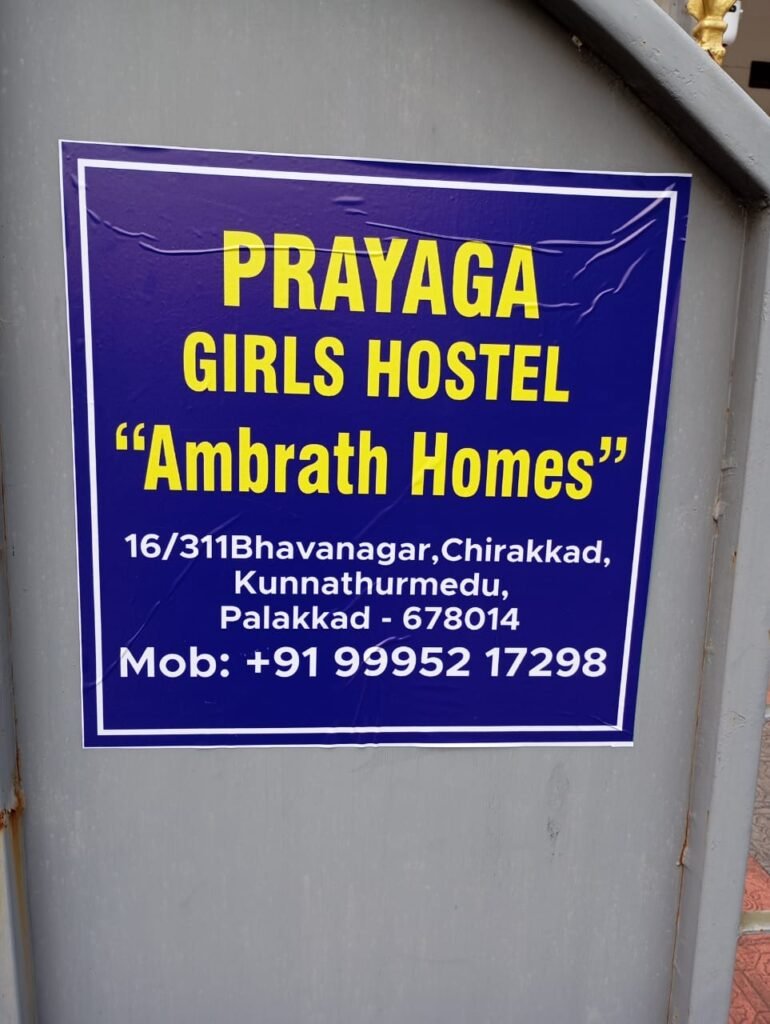 PRAYAGA
GIRLS HOSTEL
“Ambrath Homes”
16/311Bhavanagar,Chirakkad,
Kunnathurmedu,
Palakkad - 678014
Mob: +91 99952 17298